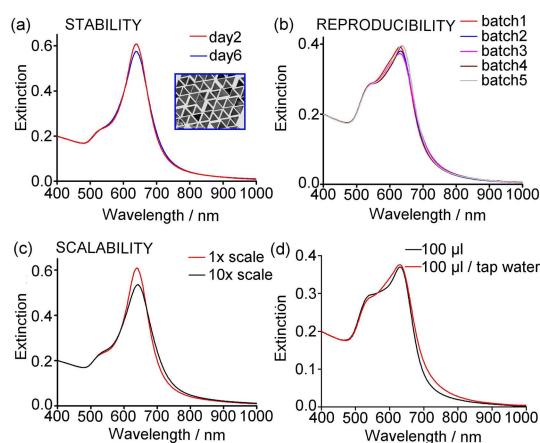 (a) STABILITY
day2
day6
0.6
0.4
0.2
0.0
Extinction
400 500 600 700 800 900 1000
Wavelength / nm
(b) REPRODUCIBILITY
batch1
batch2
batch3
batch4
batch5
0.4
0.2
0.0
Extinction
400 500 600 700 800 900 1000
Wavelength / nm
(c) SCALABILITY
1x scale
10x scale
0.6
0.4
0.2
0.0
Extinction
400 500 600 700 800 900 1000
Wavelength / nm
(d)
100 µl
100 µl / tap water
0.4
0.3
0.2
0.1
0.0
Extinction
400 500 600 700 800 900 1000
Wavelength / nm